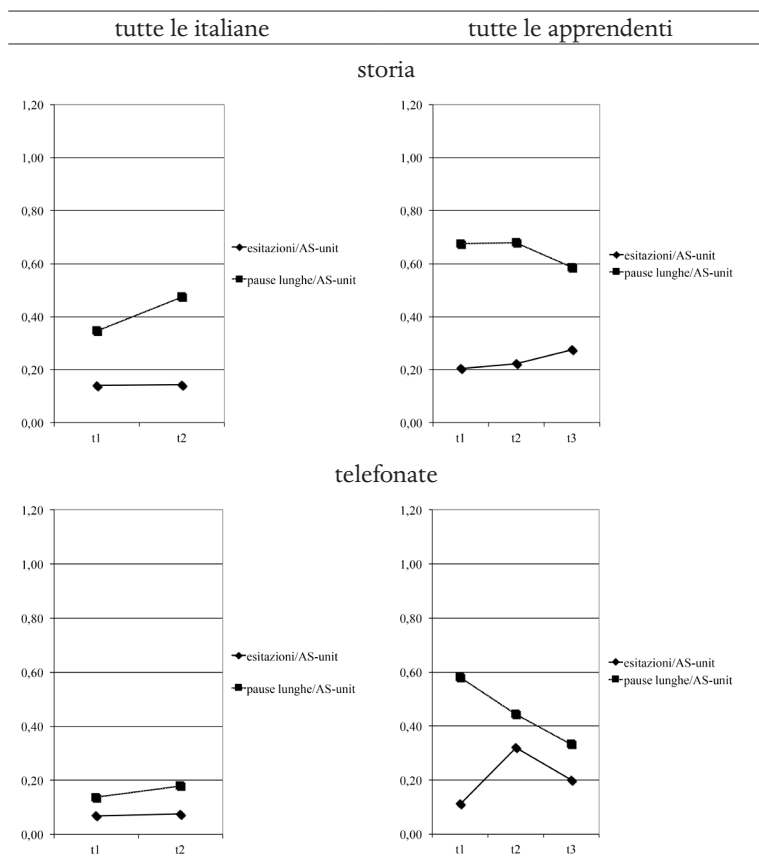 tutte le italiane tutte le apprendenti
storia
1,20 1,20
1,00 1,00
0,80 0,80
esitazioni/AS-unit esitazioni/AS-unit
0,60 0,60
pause lunghe/AS-unit pause lunghe/AS-unit
0,40 0,40
0,20 0,20
0,00 0,00
t1 t2 t1 t2 t3
telefonate
1,20 1,20
1,00 1,00
0,80 0,80
esitazioni/AS-unit esitazioni/AS-unit
0,60 0,60
pause lunghe/AS-unit pause lunghe/AS-unit
0,40 0,40
0,20 0,20
0,00 0,00
t1 t2 t1 t2 t3